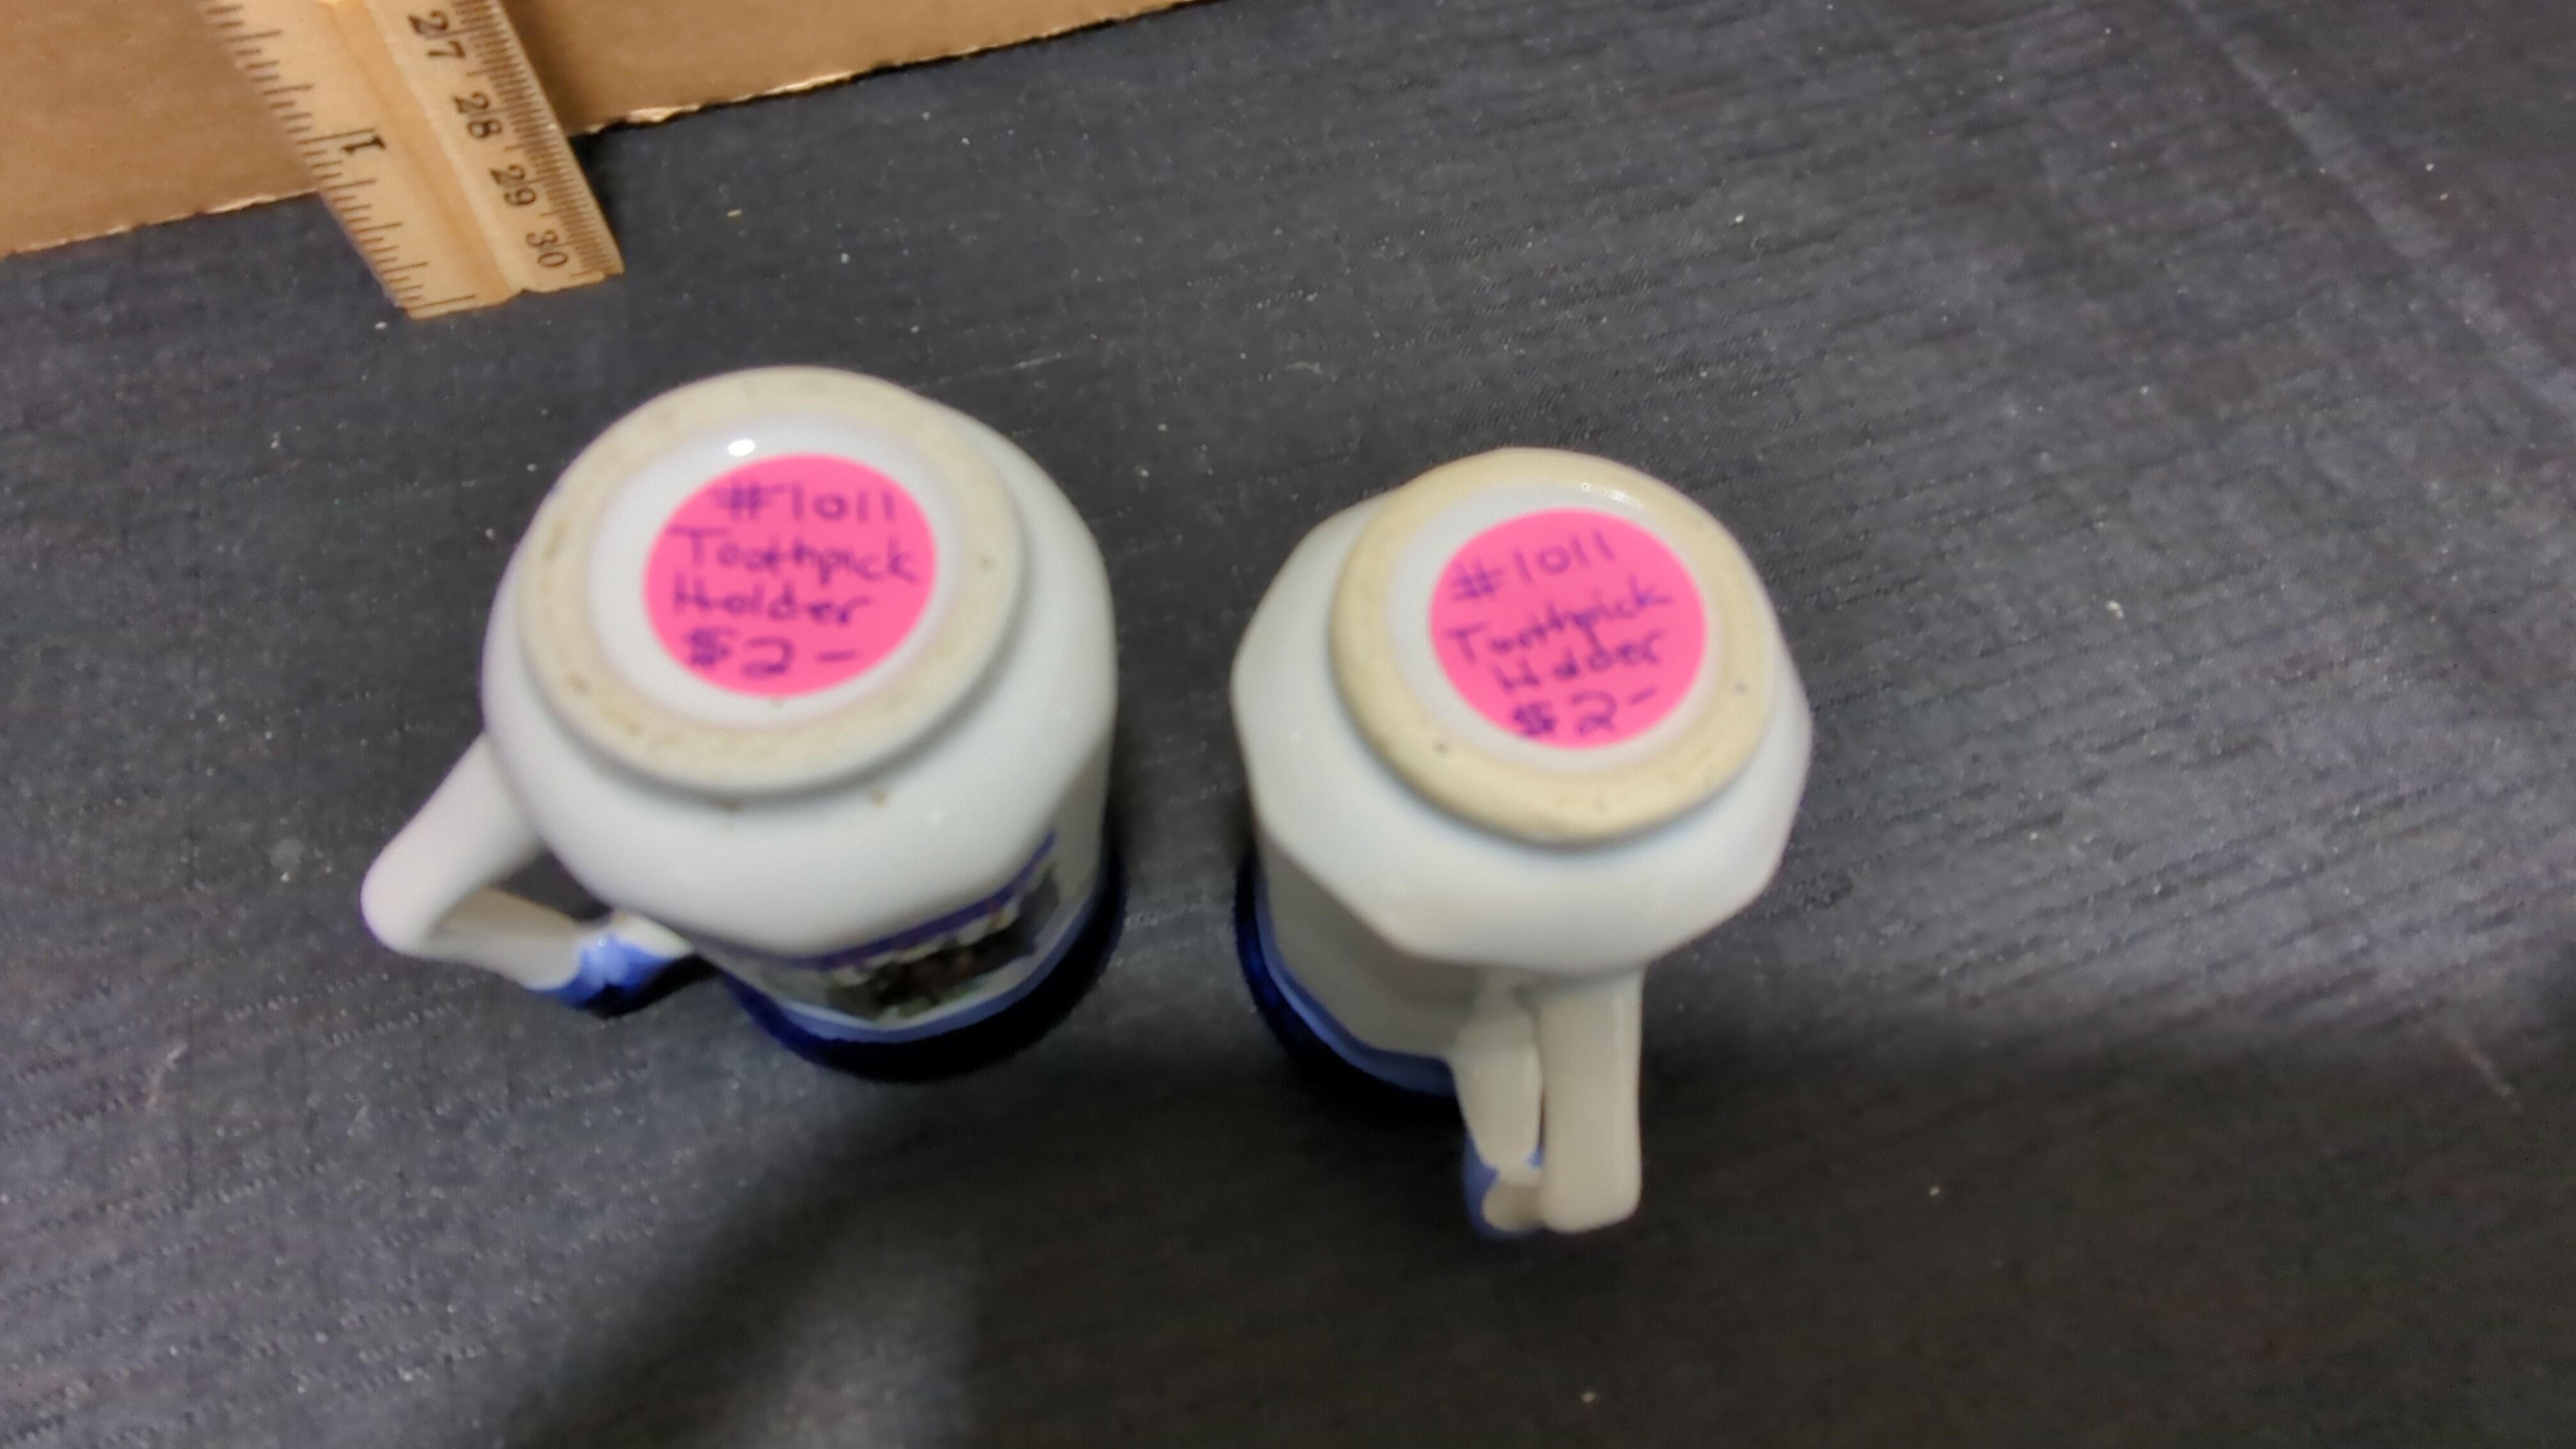 27
28
1
29
30
#1011
Toothpick
Holder
$2-
#1011
Toothpick
Holder
$2-